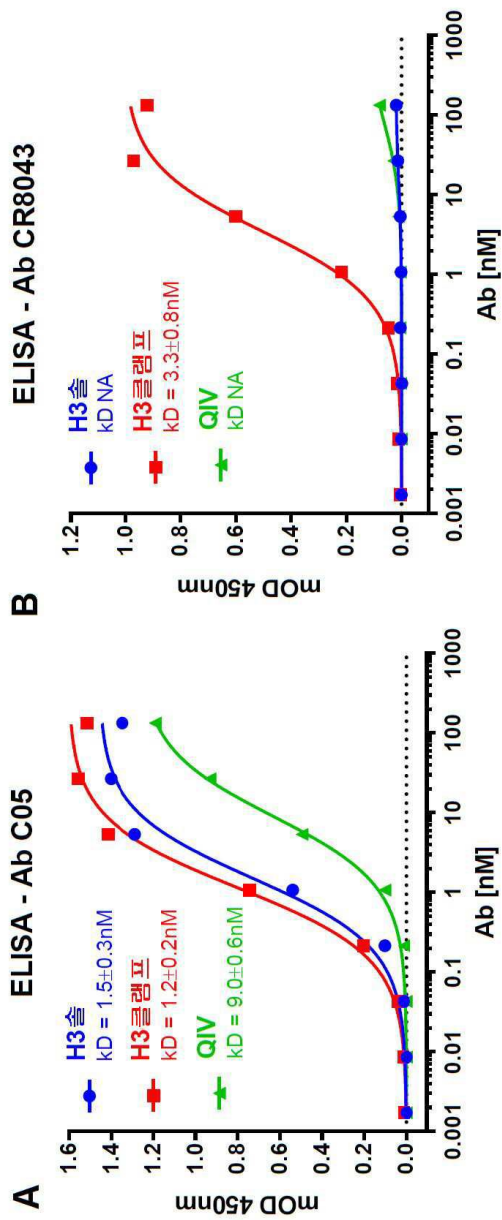 A
ELISA - Ab C05
H3솔
kD = 1.5±0.3nM
H3클램프
kD = 1.2±0.2nM
QIV
kD = 9.0±0.6nM
mOD 450nm
1.6
1.4
1.2
1.0
0.8
0.6
0.4
0.2
0.0
0.001 0.01 0.1 1 10 100 1000
Ab [nM]
B
ELISA - Ab CR8043
H3솔
kD NA
H3클램프
kD = 3.3±0.8nM
QIV
kD NA
mOD 450nm
1.2
1.0
0.8
0.6
0.4
0.2
0.0
0.001 0.01 0.1 1 10 100 1000
Ab [nM]